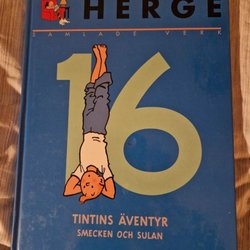 HERGÉ
SAMLADE VERK
16
TINTINS ÄVENTYR
SMECKEN OCH SULAN